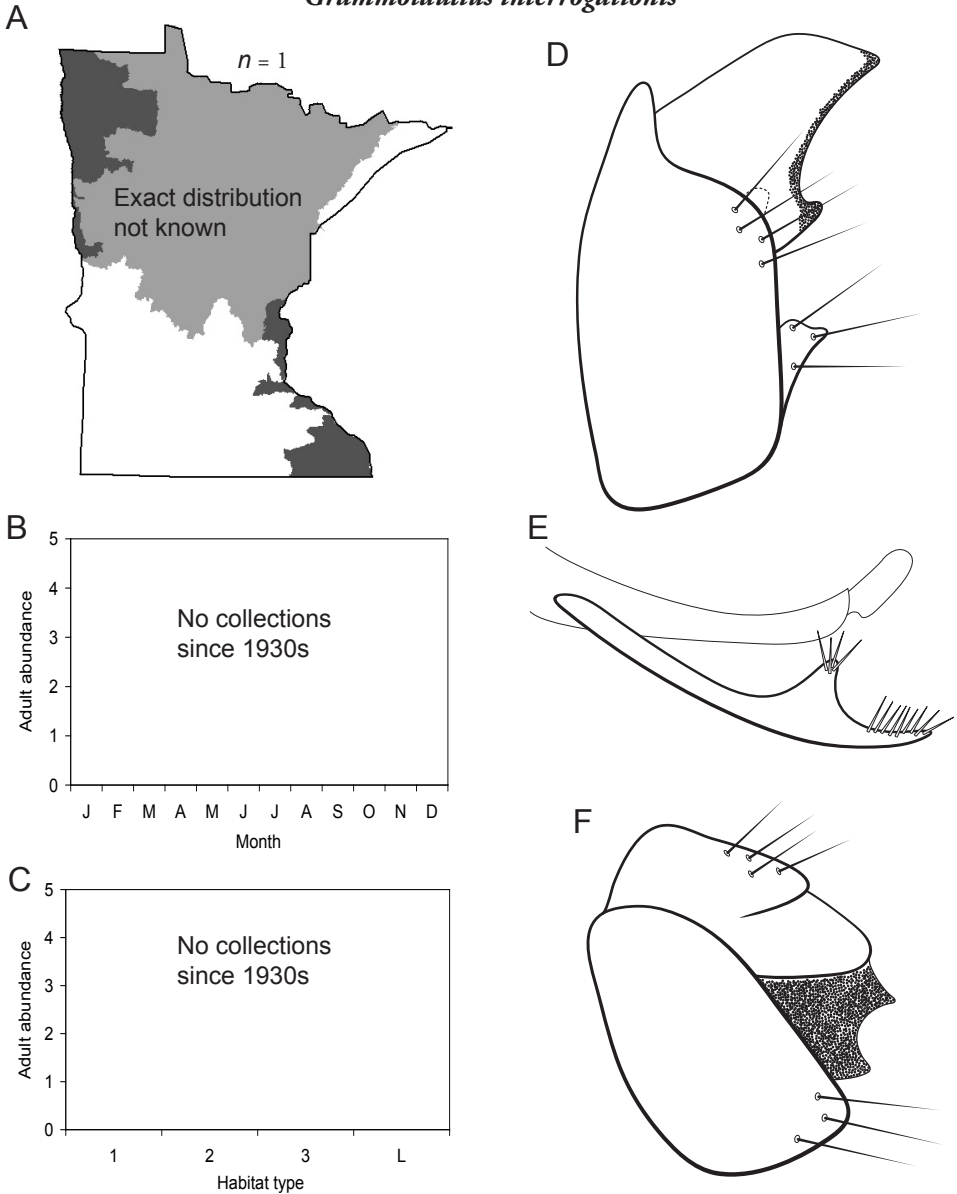 Grammotaulius interrogationis
A
n = 1
Exact distribution
not known
B
5
4
3
2
1
0
Adult abundance
No collections
since 1930s
J F M A M J J A S O N D
Month
C
5
4
3
2
1
0
Adult abundance
No collections
since 1930s
1 2 3 L
Habitat type
D
E
F